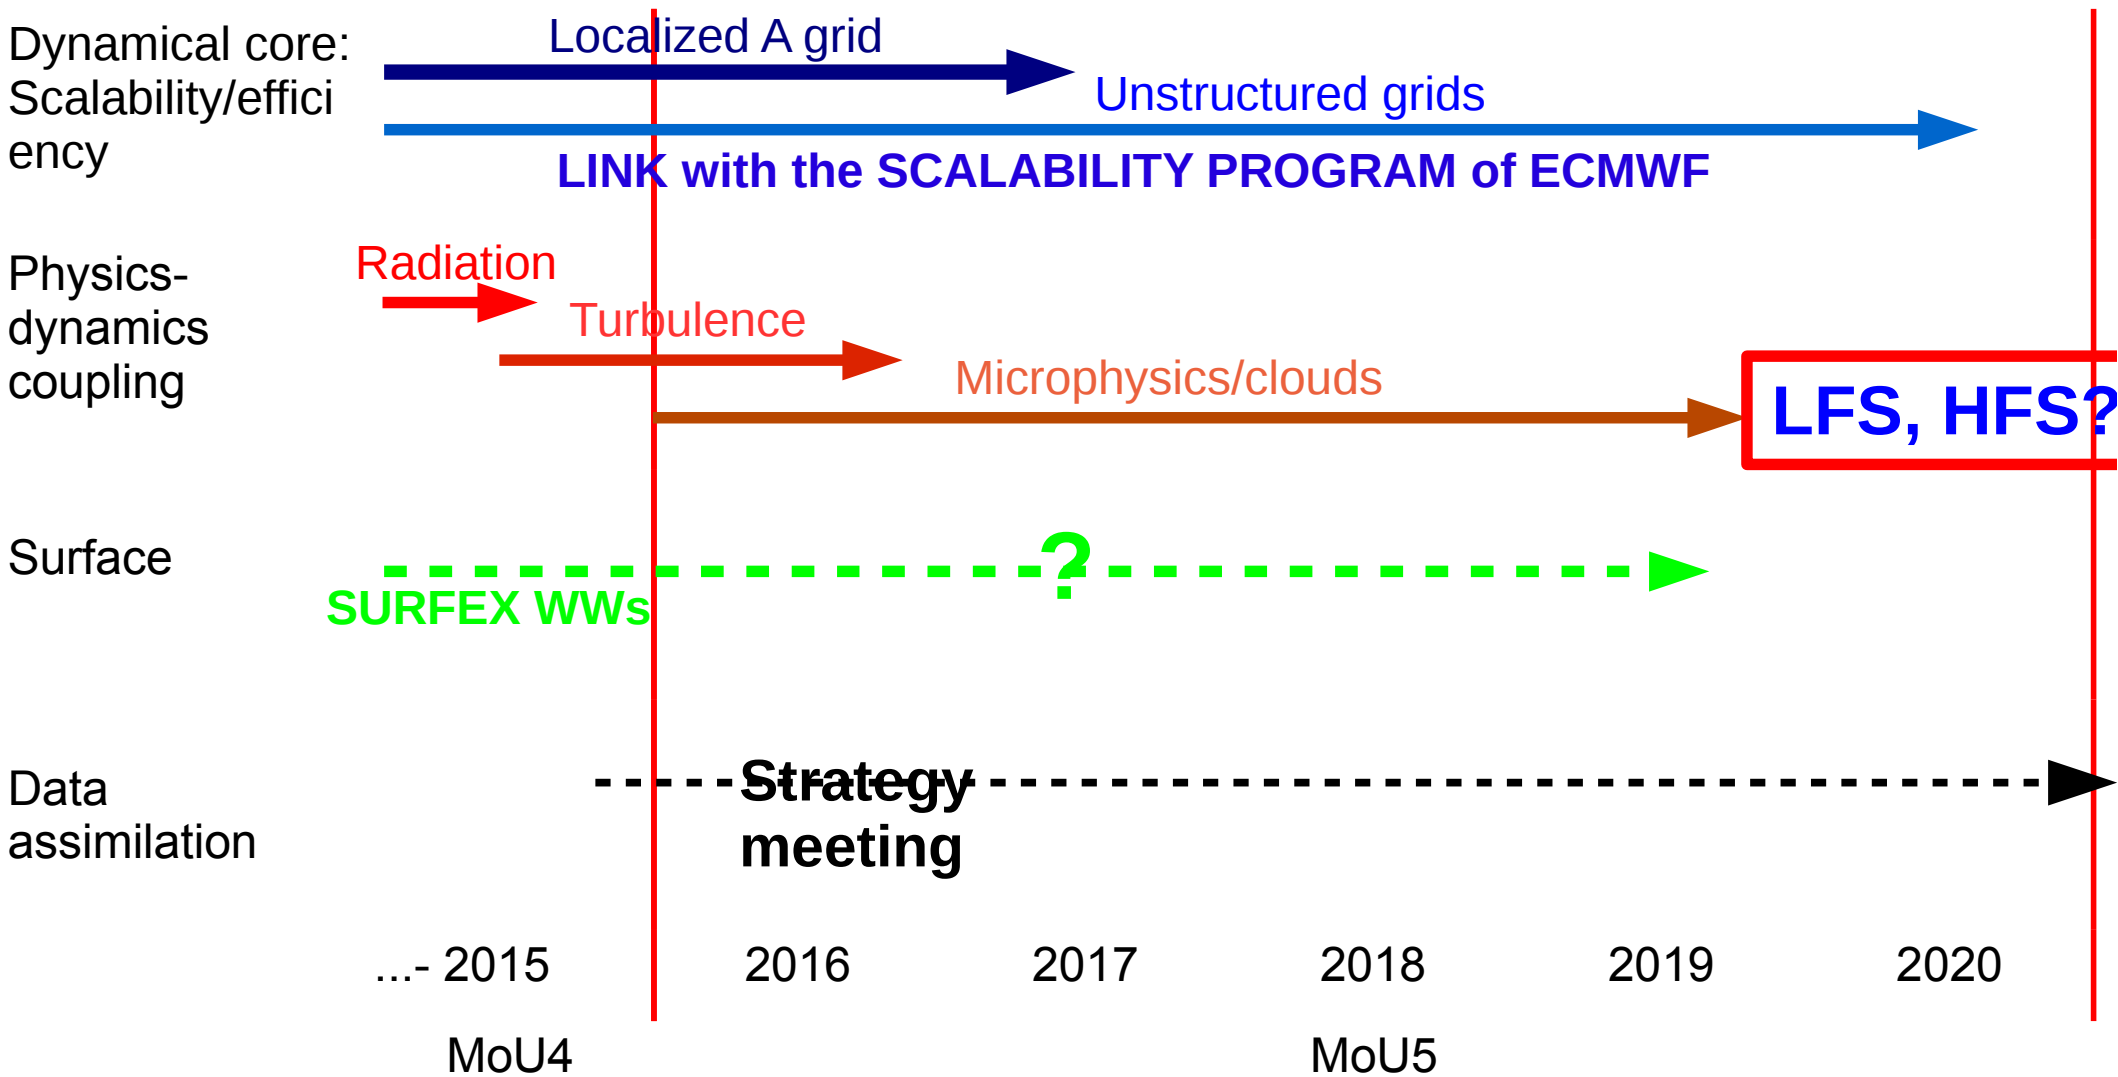 Localized A grid
Dynamical core:
Scalability/effici
ency
Unstructured grids
LINK with the SCALABILITY PROGRAM of ECMWF
Radiation
Physics-
dynamics
coupling
Turbulence
Microphysics/clouds
LFS, HFS?
Surface
?
SURFEX WWs
Data
assimilation
Strategy
meeting
...- 2015
2016
2017
2018
2019
2020
MoU4
MoU5